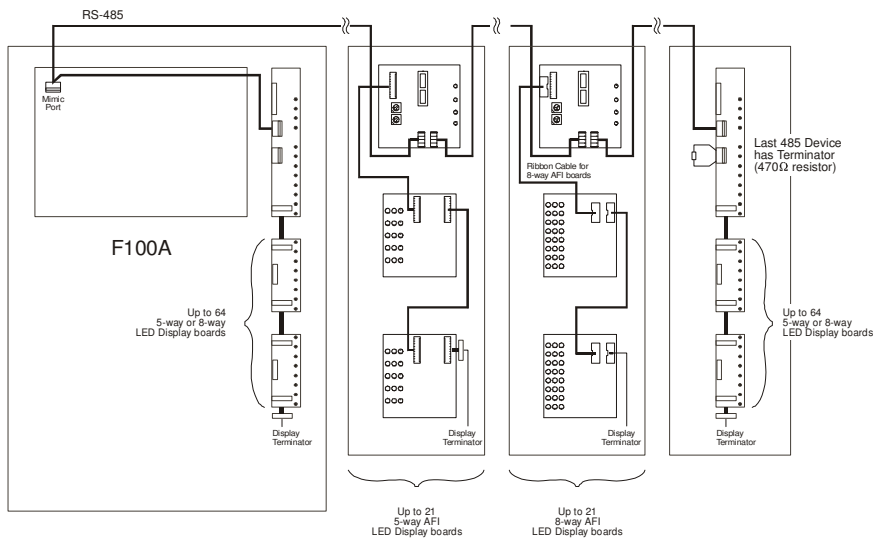 RS-485
Mimic
Port
F100A
Up to 64
5-way or 8-way
LED Display boards
Display
Terminator
Display
Terminator
Up to 21
5-way AFI
LED Display boards
Ribbon Cable for
8-way AFI boards
Display
Terminator
Up to 21
8-way AFI
LED Display boards
Last 485 Device
has Terminator
(470Ω resistor)
Up to 64
5-way or 8-way
LED Display boards
Display
Terminator